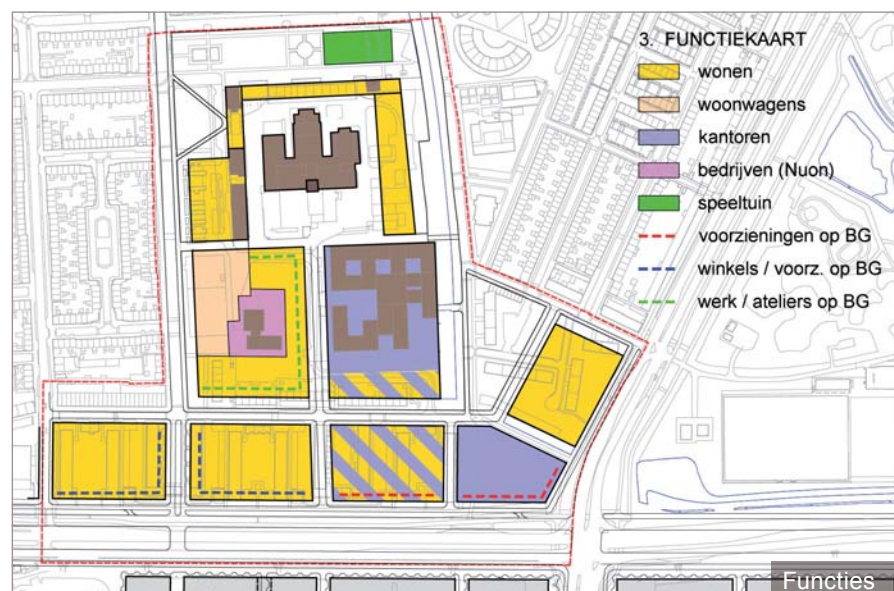 3. FUNCTIEKAART
wonen
woonwagens
kantoren
bedrijven (Nuon)
speeltuin
voorzieningen op BG
winkels / voorz. op BG
werk / ateliers op BG
Functies